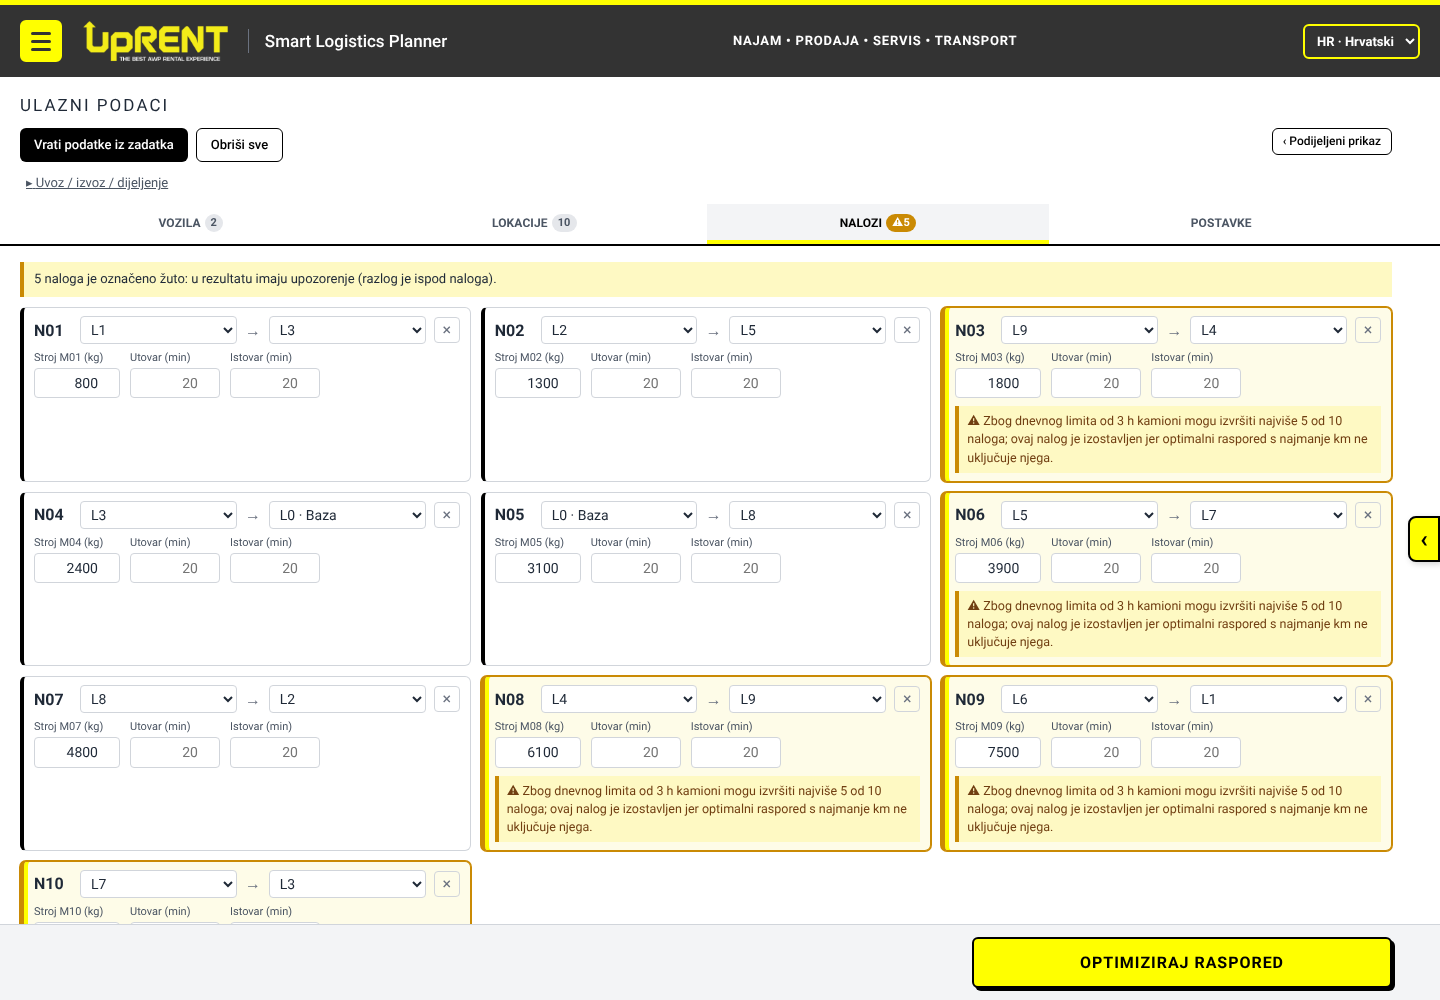 UpRENT
THE BEST AWP RENTAL EXPERIENCE
Smart Logistics Planner
NAJAM • PRODAJA • SERVIS • TRANSPORT
HR · Hrvatski
ULAZNI PODACI
Vrati podatke iz zadatka
Obriši sve
‹ Podijeljeni prikaz
▸ Uvoz / izvoz / dijeljenje
VOZILA 2
LOKACIJE 10
NALOZI ⚠5
POSTAVKE
5 naloga je označeno žuto: u rezultatu imaju upozorenje (razlog je ispod naloga).
N01 L1 → L3 ×
Stroj M01 (kg) Utovar (min) Istovar (min)
800 20 20
N02 L2 → L5 ×
Stroj M02 (kg) Utovar (min) Istovar (min)
1300 20 20
N03 L9 → L4 ×
Stroj M03 (kg) Utovar (min) Istovar (min)
1800 20 20
⚠ Zbog dnevnog limita od 3 h kamioni mogu izvršiti najviše 5 od 10
naloga; ovaj nalog je izostavljen jer optimalni raspored s najmanje km ne
uključuje njega.
N04 L3 → L0 · Baza ×
Stroj M04 (kg) Utovar (min) Istovar (min)
2400 20 20
N05 L0 · Baza → L8 ×
Stroj M05 (kg) Utovar (min) Istovar (min)
3100 20 20
N06 L5 → L7 ×
Stroj M06 (kg) Utovar (min) Istovar (min)
3900 20 20
⚠ Zbog dnevnog limita od 3 h kamioni mogu izvršiti najviše 5 od 10
naloga; ovaj nalog je izostavljen jer optimalni raspored s najmanje km ne
uključuje njega.
N07 L8 → L2 ×
Stroj M07 (kg) Utovar (min) Istovar (min)
4800 20 20
N08 L4 → L9 ×
Stroj M08 (kg) Utovar (min) Istovar (min)
6100 20 20
⚠ Zbog dnevnog limita od 3 h kamioni mogu izvršiti najviše 5 od 10
naloga; ovaj nalog je izostavljen jer optimalni raspored s najmanje km ne
uključuje njega.
N09 L6 → L1 ×
Stroj M09 (kg) Utovar (min) Istovar (min)
7500 20 20
⚠ Zbog dnevnog limita od 3 h kamioni mogu izvršiti najviše 5 od 10
naloga; ovaj nalog je izostavljen jer optimalni raspored s najmanje km ne
uključuje njega.
N10 L7 → L3 ×
Stroj M10 (kg) Utovar (min) Istovar (min)
‹
OPTIMIZIRAJ RASPORED